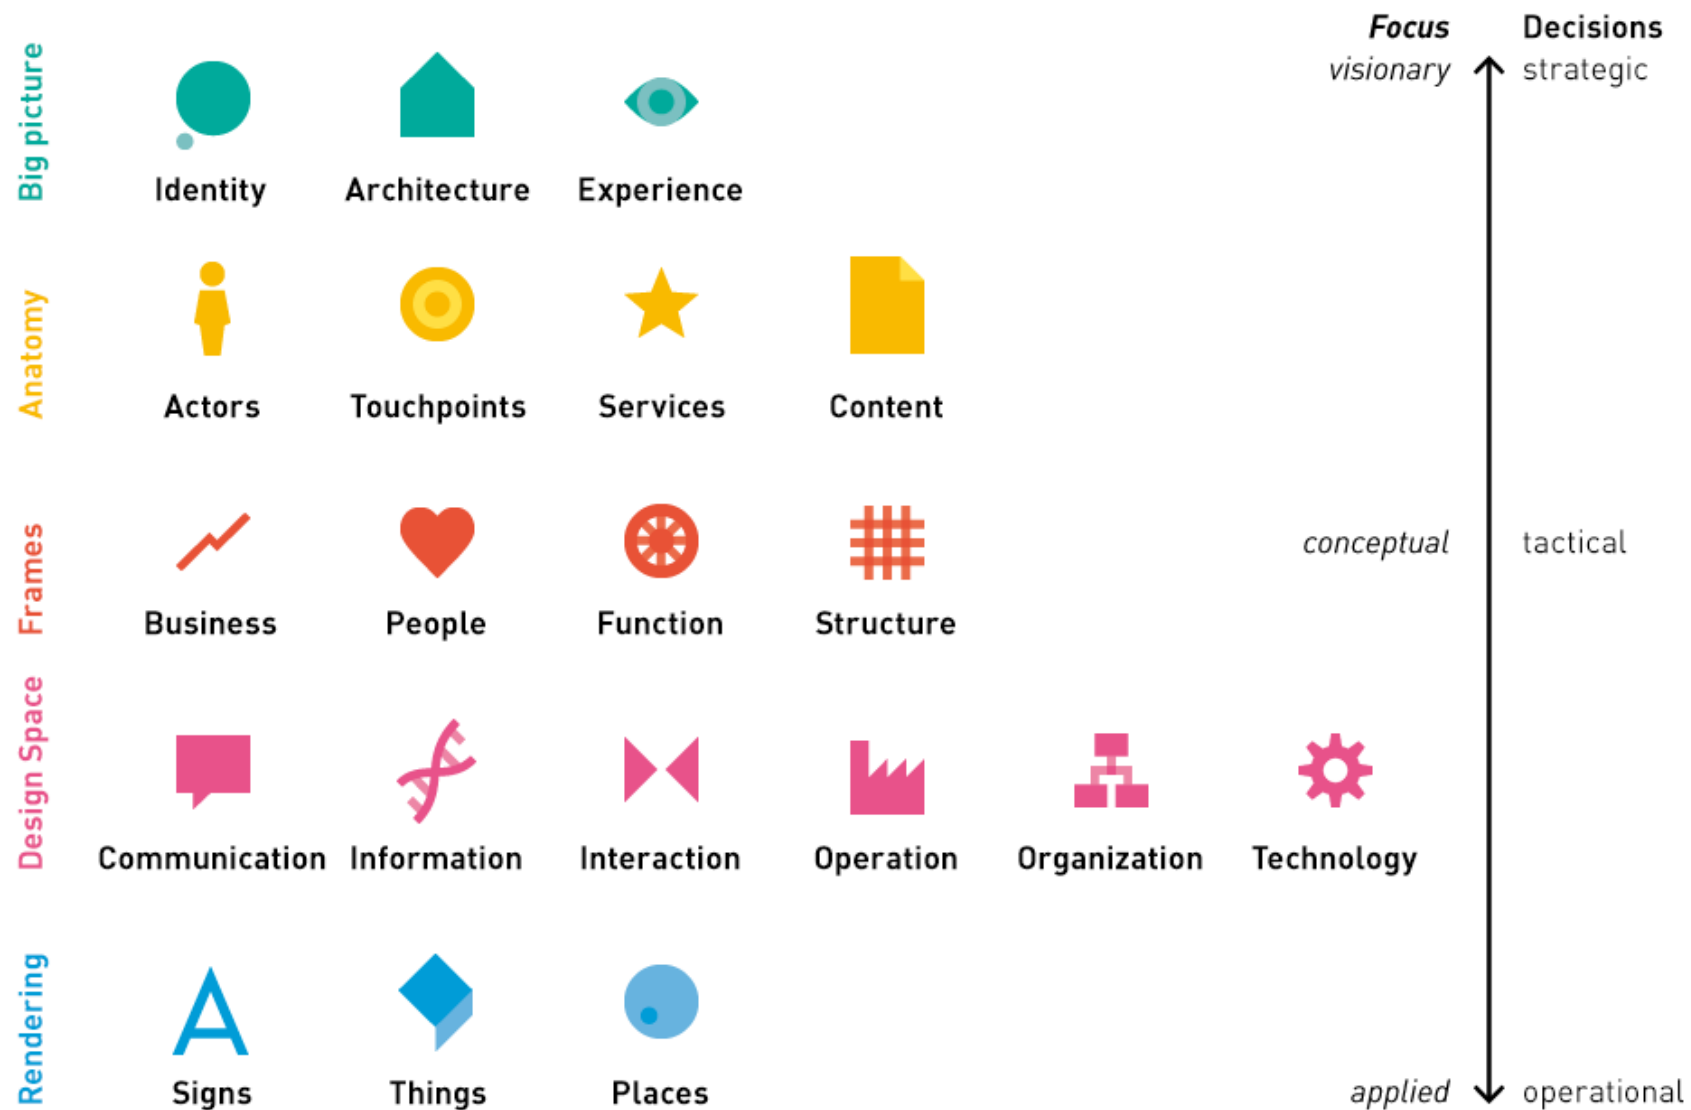 Focus Decisions
visionary strategic
Big picture
Identity Architecture Experience
Anatomy
Actors Touchpoints Services Content
conceptual tactical
Frames
Business People Function Structure
Design Space
Communication Information Interaction Operation Organization Technology
Rendering
Signs Things Places
applied operational